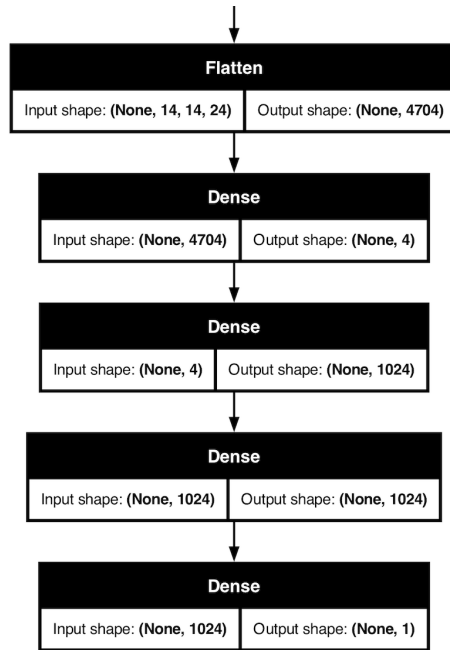 Flatten
Input shape: (None, 14, 14, 24) Output shape: (None, 4704)
Dense
Input shape: (None, 4704) Output shape: (None, 4)
Dense
Input shape: (None, 4) Output shape: (None, 1024)
Dense
Input shape: (None, 1024) Output shape: (None, 1024)
Dense
Input shape: (None, 1024) Output shape: (None, 1)